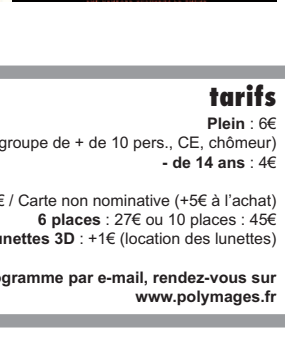 tarifs
Plein : 6€
groupe de + de 10 pers., CE, chômeur)
- de 14 ans : 4€
€ / Carte non nominative (+5€ à l'achat)
6 places : 27€ ou 10 places : 45€
unettes 3D : +1€ (location des lunettes)
ogramme par e-mail, rendez-vous sur
www.polymages.fr